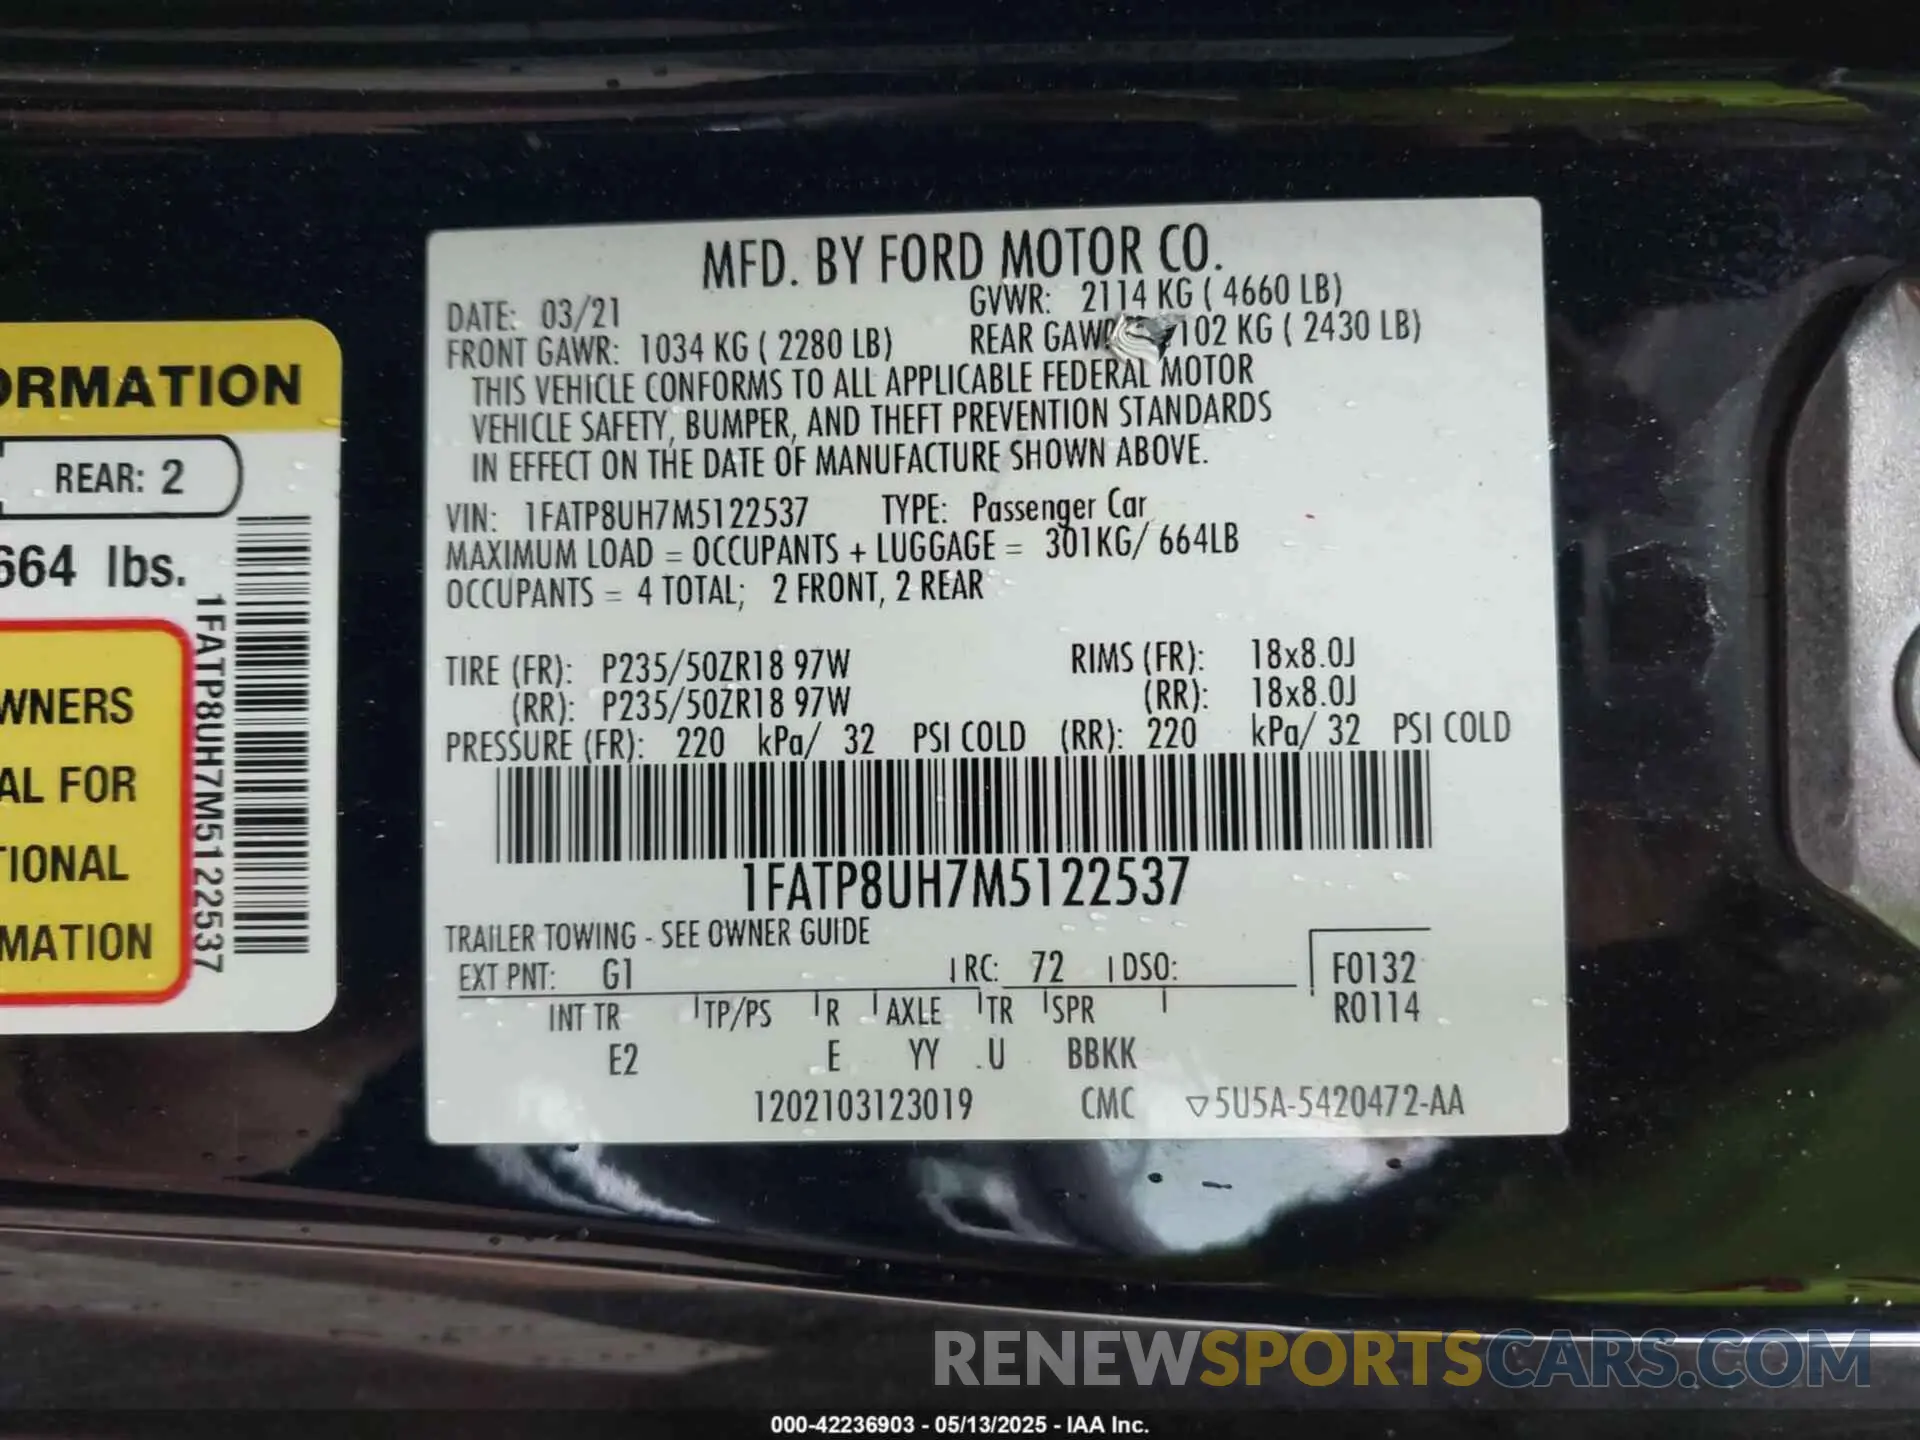 MFD. BY FORD MOTOR CO.
DATE: 03/21 GVWR: 2114 KG ( 4660 LB)
FRONT GAWR: 1034 KG ( 2280 LB) REAR GAWR 102 KG ( 2430 LB)
THIS VEHICLE CONFORMS TO ALL APPLICABLE FEDERAL MOTOR
VEHICLE SAFETY, BUMPER, AND THEFT PREVENTION STANDARDS
IN EFFECT ON THE DATE OF MANUFACTURE SHOWN ABOVE.
VIN: 1FATP8UH7M5122537 TYPE: Passenger Car
MAXIMUM LOAD = OCCUPANTS + LUGGAGE = 301KG/ 664LB
OCCUPANTS = 4 TOTAL; 2 FRONT, 2 REAR
TIRE (FR): P235/50ZR18 97W RIMS (FR): 18x8.0J
(RR): P235/50ZR18 97W (RR): 18x8.0J
PRESSURE (FR): 220 kPa/ 32 PSI COLD (RR): 220 kPa/ 32 PSI COLD
1FATP8UH7M5122537
TRAILER TOWING - SEE OWNER GUIDE
EXT PNT: G1 RC: 72 DSO: F0132
R0114
INT TR TP/PS R AXLE TR SPR
E2 E YY U BBKK
1202103123019 CMC ▽5U5A-5420472-AA
ORMATION
REAR: 2
664 lbs.
1FATP8UH7M5122537
WNERS
AL FOR
TIONAL
MATION
RENEWSPORTSCARS.COM
000-42236903 - 05/13/2025 - IAA Inc.